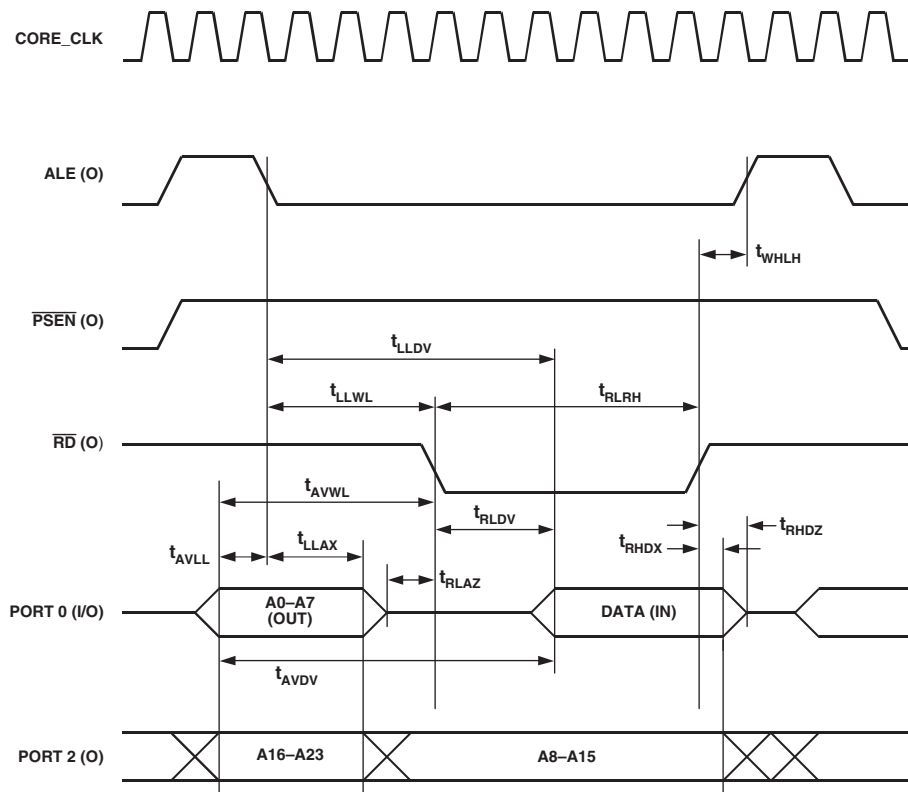 CORE_CLK
ALE (O)
tWHLH
PSEN (O)
tLLDV
tLLWL
tRLRH
RD (O)
tAVWL
tRLDV
tAVLL
tLLAX
tRHDX
tRHDZ
tRLAZ
PORT 0 (I/O)
A0–A7
(OUT)
DATA (IN)
tAVDV
PORT 2 (O)
A16–A23
A8–A15